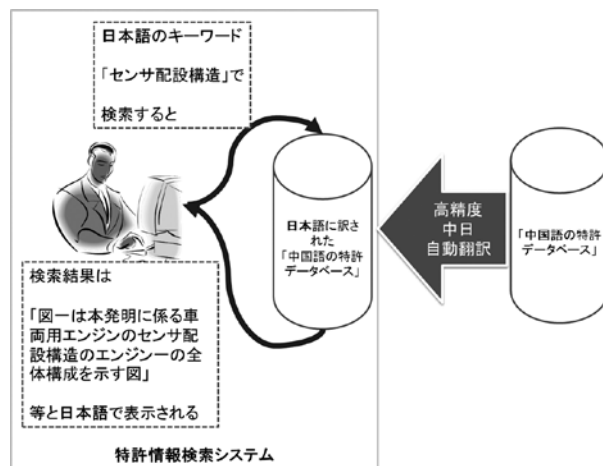 日本語のキーワード
「センサ配設構造」で
検索すると
日本語に訳さ
れた
「中国語の特許
データベース」
高精度
中日
自動翻訳
「中国語の特許
データベース」
検索結果は
「図一は本発明に係る車
両用エンジンのセンサ配
設構造のエンジン一の全
体構成を示す図」
等と日本語で表示される
特許情報検索システム